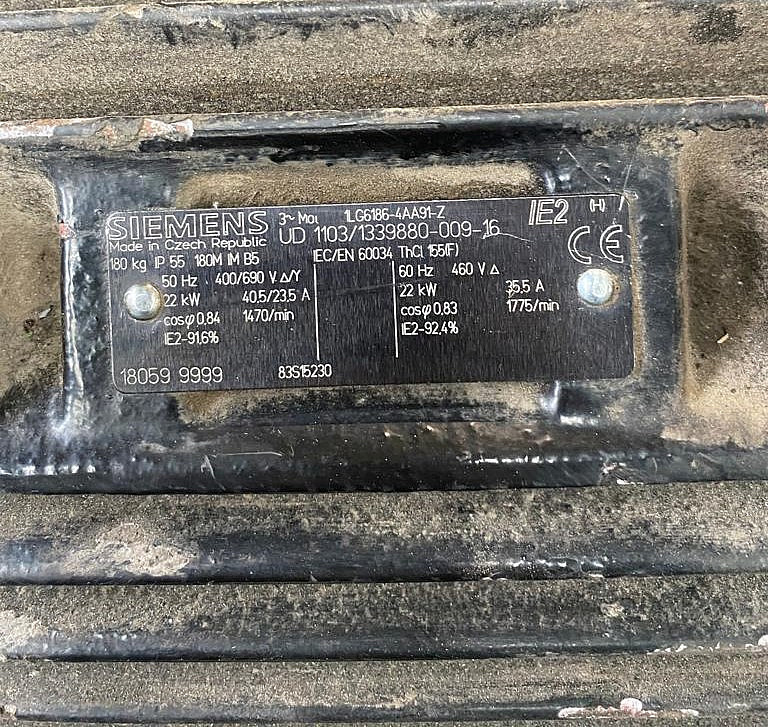 SIEMENS 3~ Mot 1LG6186-4AA91-Z IE2 (H)
UD 1103/1339880-009-16
Made in Czech Republic
IEC/EN 60034 ThCl 155(F) CE
180 kg IP 55 180M IM B5
50 Hz 400/690 V Δ/Y 60 Hz 460 V Δ
22 kW 40,5/23,5 A 22 kW 35,5 A
cosφ 0,84 1470/min cosφ 0,83 1775/min
IE2-91,6% IE2-92,4%
18059 9999 83S15230